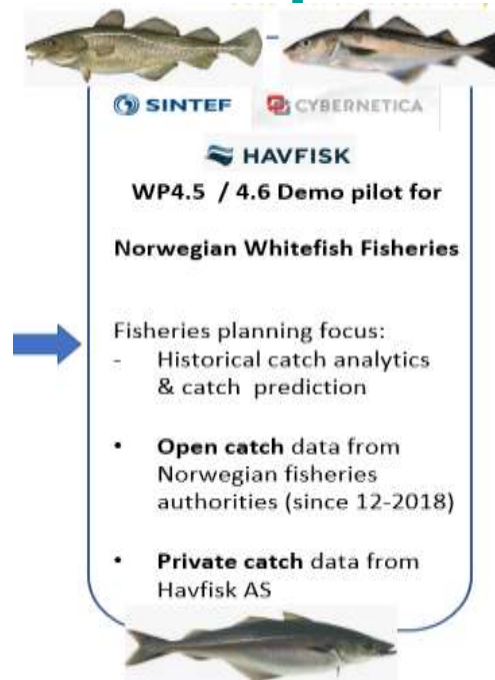 SINTEF CYBERNETICA
HAVFISK
WP4.5 / 4.6 Demo pilot for
Norwegian Whitefish Fisheries
Fisheries planning focus:
- Historical catch analytics
& catch prediction
• Open catch data from
Norwegian fisheries
authorities (since 12-2018)
• Private catch data from
Havfisk AS